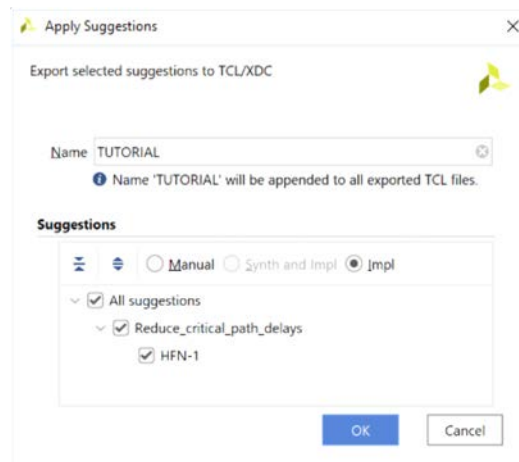 Apply Suggestions
Export selected suggestions to TCL/XDC
Name TUTORIAL
Name 'TUTORIAL' will be appended to all exported TCL files.
Suggestions
Manual Synth and Impl Impl
All suggestions
Reduce_critical_path_delays
HFN-1
OK Cancel